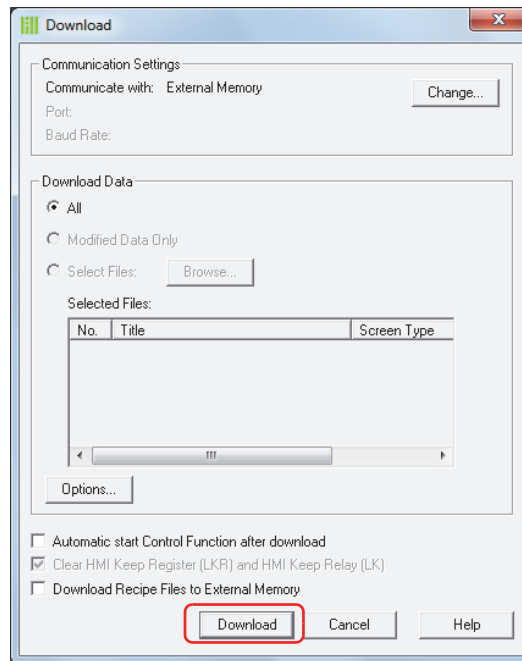 Download
Communication Settings
Communicate with: External Memory
Change...
Port:
Baud Rate:
Download Data
All
Modified Data Only
Select Files: Browse...
Selected Files:
No. Title Screen Type
Options...
Automatic start Control Function after download
Clear HMI Keep Register (LKR) and HMI Keep Relay (LK)
Download Recipe Files to External Memory
Download Cancel Help